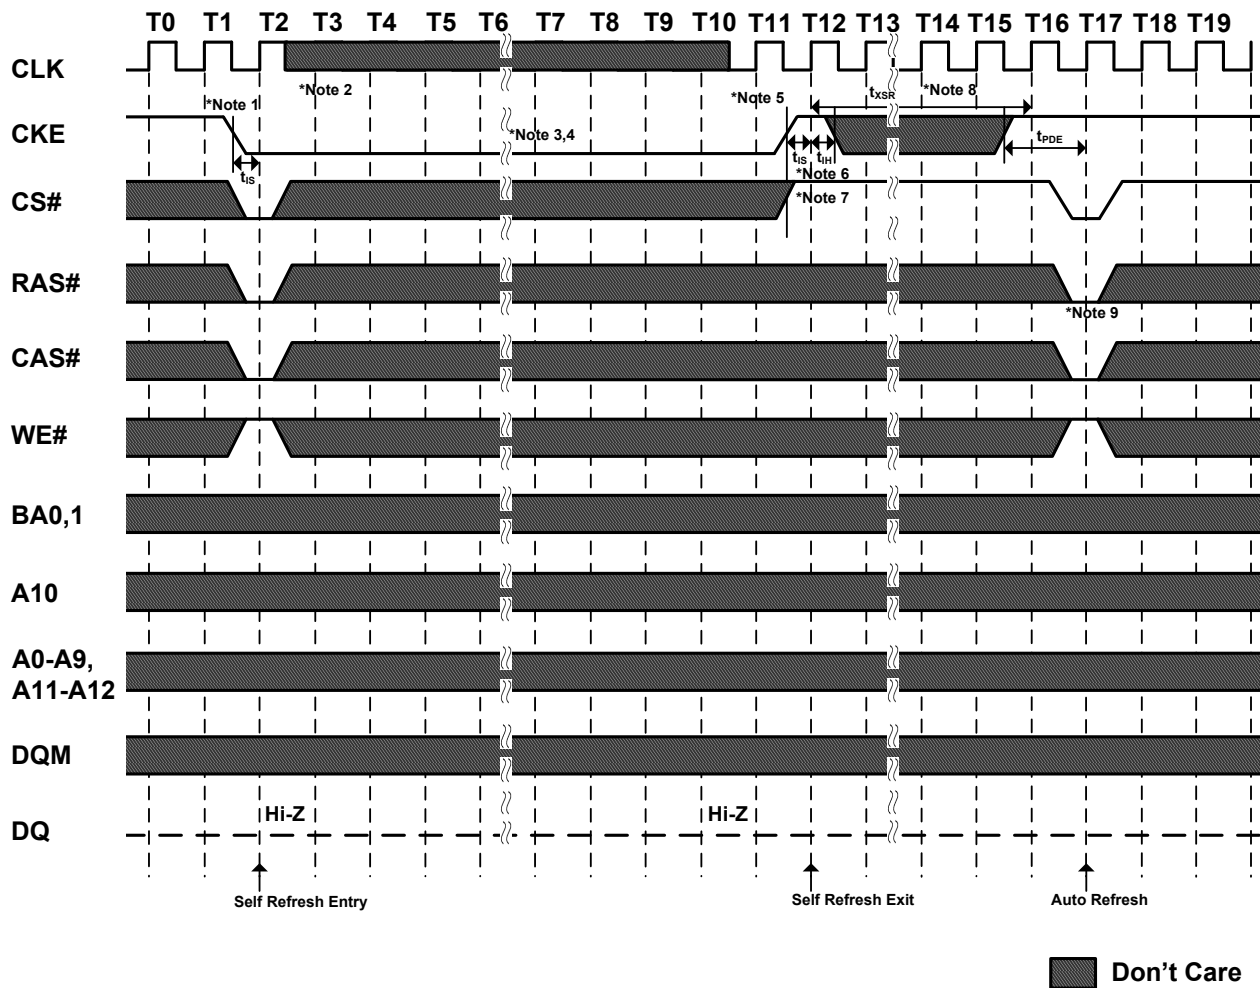 T0 T1 T2 T3 T4 T5 T6 T7 T8 T9 T10 T11 T12 T13 T14 T15 T16 T17 T18 T19
CLK
*Note 2
*Note 5
tXSR
*Note 8
*Note 1
CKE
*Note 3,4
tIS
tIS
tIH
tPDE
*Note 6
CS#
*Note 7
RAS#
*Note 9
CAS#
WE#
BA0,1
A10
A0-A9,
A11-A12
DQM
Hi-Z
Hi-Z
DQ
Self Refresh Entry
Self Refresh Exit
Auto Refresh
Don't Care